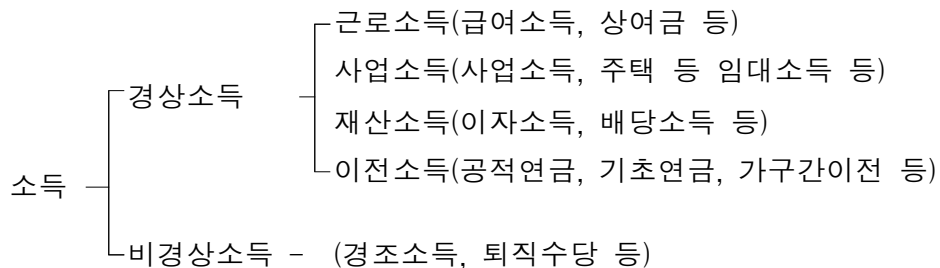 근로소득(급여소득, 상여금 등)
사업소득(사업소득, 주택 등 임대소득 등)
경상소득
재산소득(이자소득, 배당소득 등)
이전소득(공적연금, 기초연금, 가구간이전 등)
소득
비경상소득 - (경조소득, 퇴직수당 등)